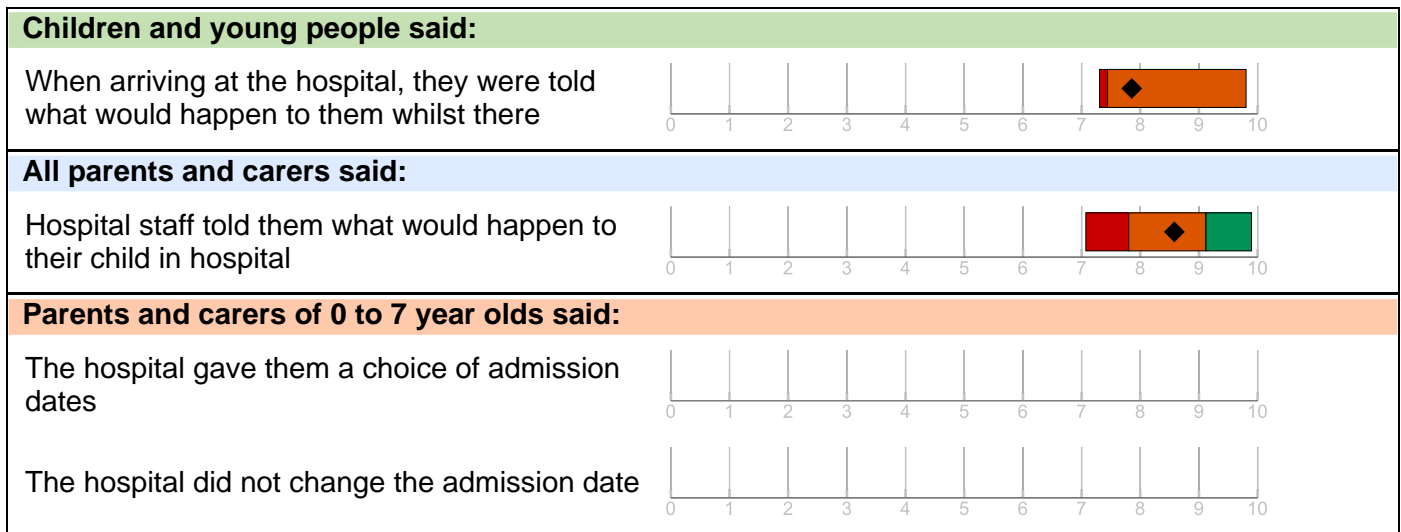 Children and young people said:
When arriving at the hospital, they were told
what would happen to them whilst there
0 1 2 3 4 5 6 7 8 9 10
All parents and carers said:
Hospital staff told them what would happen to
their child in hospital
0 1 2 3 4 5 6 7 8 9 10
Parents and carers of 0 to 7 year olds said:
The hospital gave them a choice of admission
dates
0 1 2 3 4 5 6 7 8 9 10
The hospital did not change the admission date
0 1 2 3 4 5 6 7 8 9 10